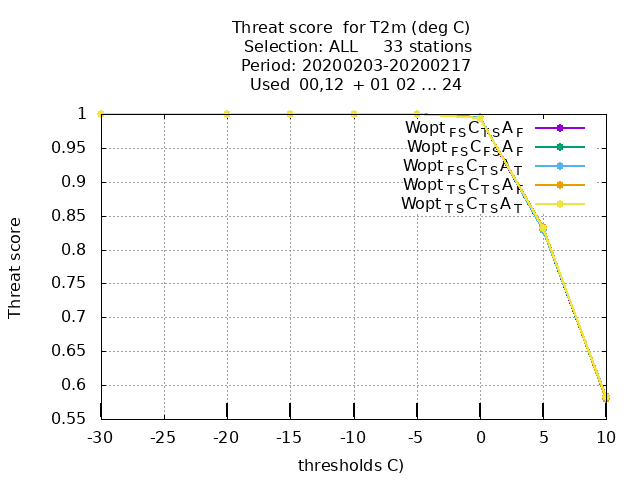 Threat score for T2m (deg C)
Selection: ALL 33 stations
Period: 20200203-20200217
Used 00,12 + 01 02 ... 24
Wopt FS C TS A F
Wopt FS C FS A F
Wopt FS C TS A T
Wopt TS C TS A F
Wopt TS C TS A T
1
0.95
0.9
0.85
0.8
0.75
0.7
0.65
0.6
0.55
Threat score
-30 -25 -20 -15 -10 -5 0 5 10
thresholds C)